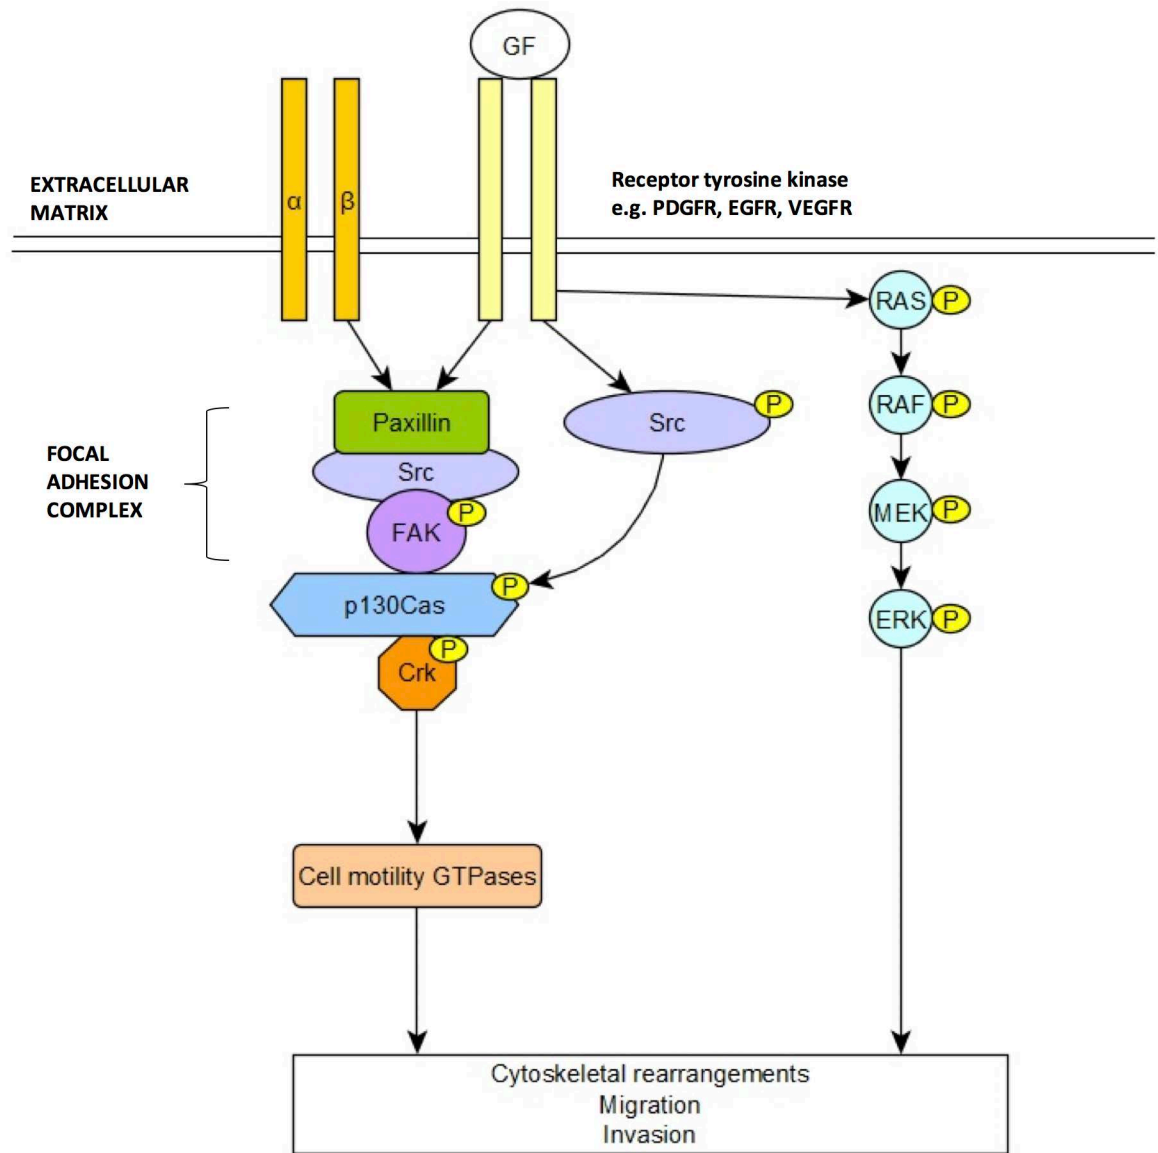 GF
EXTRACELLULAR
MATRIX
α
β
Receptor tyrosine kinase
e.g. PDGFR, EGFR, VEGFR
RAS
P
Paxillin
Src
P
RAF
P
FOCAL
ADHESION
COMPLEX
Src
FAK
P
MEK
P
p130Cas
P
ERK
P
Crk
P
Cell motility GTPases
Cytoskeletal rearrangements
Migration
Invasion